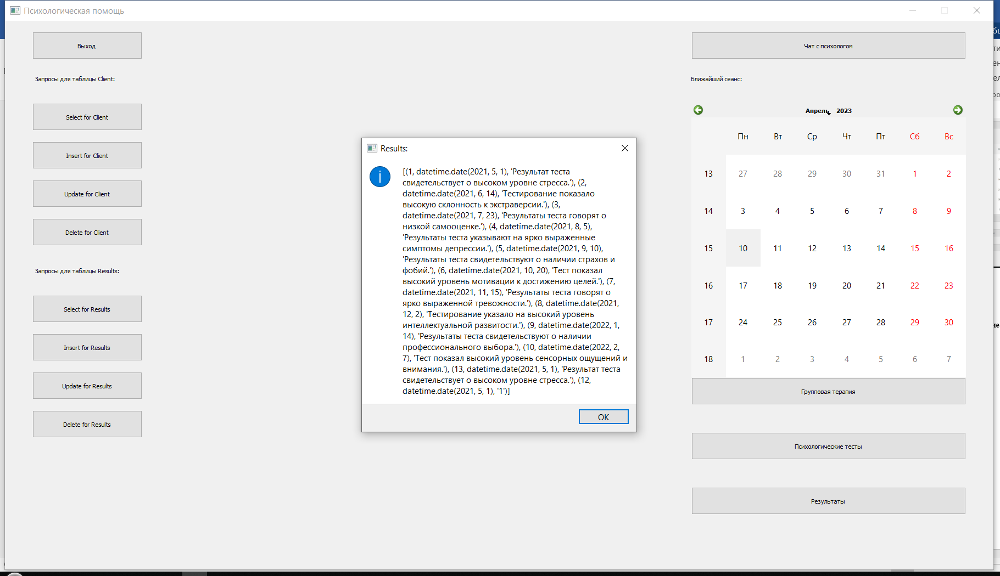 Психологическая помощь
Выход
Запросы для таблицы Client:
Select for Client
Insert for Client
Update for Client
Delete for Client
Запросы для таблицы Results:
Select for Results
Insert for Results
Update for Results
Delete for Results
Results:
[(1, datetime.date(2021, 5, 1), 'Результат теста
свидетельствует о высоком уровне стресса.'), (2,
datetime.date(2021, 6, 14), 'Тестирование показало
высокую склонность к экстраверсии.'), (3,
datetime.date(2021, 7, 23), 'Результаты теста говорят о
низкой самооценке.'), (4, datetime.date(2021, 8, 5),
'Результаты теста указывают на ярко выраженные
симптомы депрессии.'), (5, datetime.date(2021, 9, 10),
'Результаты теста свидетельствуют о наличии страхов и
фобий.'), (6, datetime.date(2021, 10, 20), 'Тест показал
высокий уровень мотивации к достижению целей.'), (7,
datetime.date(2021, 11, 15), 'Результаты теста говорят о
ярко выраженной тревожности.'), (8, datetime.date(2021,
12, 2), 'Тестирование указало на высокий уровень
интеллектуальной развитости.'), (9, datetime.date(2022, 1,
14), 'Результаты теста свидетельствуют о наличии
профессионального выбора.'), (10, datetime.date(2022, 2,
7), 'Тест показал высокий уровень сенсорных ощущений и
внимания.'), (13, datetime.date(2021, 5, 1), 'Результат теста
свидетельствует о высоком уровне стресса.'), (12,
datetime.date(2021, 5, 1), '1')]
OK
Чат с психологом
Ближайший сеанс:
Апрель 2023
Пн Вт Ср Чт Пт Сб Вс
13 27 28 29 30 31 1 2
14 3 4 5 6 7 8 9
15 10 11 12 13 14 15 16
16 17 18 19 20 21 22 23
17 24 25 26 27 28 29 30
18 1 2 3 4 5 6 7
Групповая терапия
Психологические тесты
Результаты